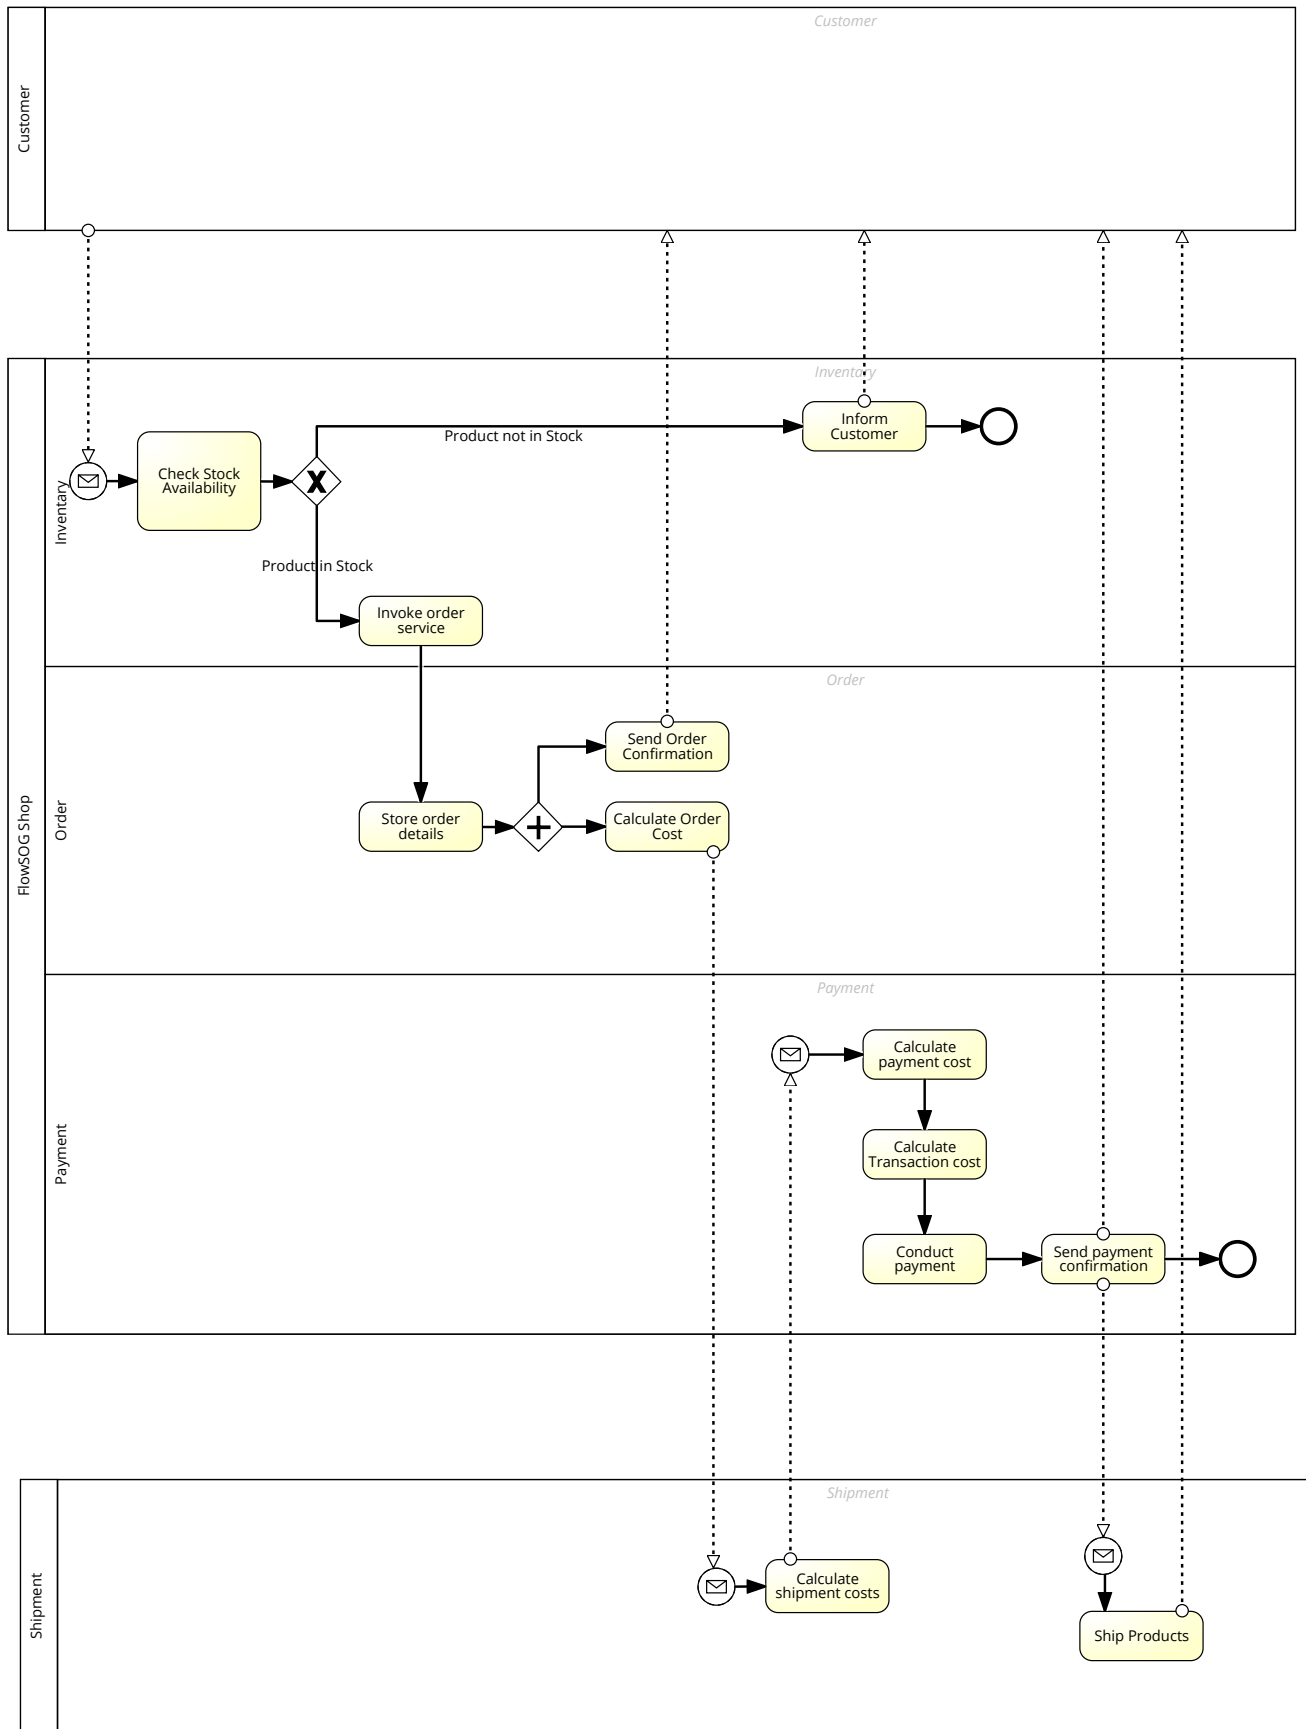 Customer
Customer
FlowSOG Shop
Inventary
Inventary
Inform
Customer
Product not in Stock
Check Stock
Availability
Product in Stock
Invoke order
service
Order
Order
Send Order
Confirmation
Store order
details
Calculate Order
Cost
Payment
Payment
Calculate
payment cost
Calculate
Transaction cost
Conduct
payment
Send payment
confirmation
Shipment
Shipment
Calculate
shipment costs
Ship Products